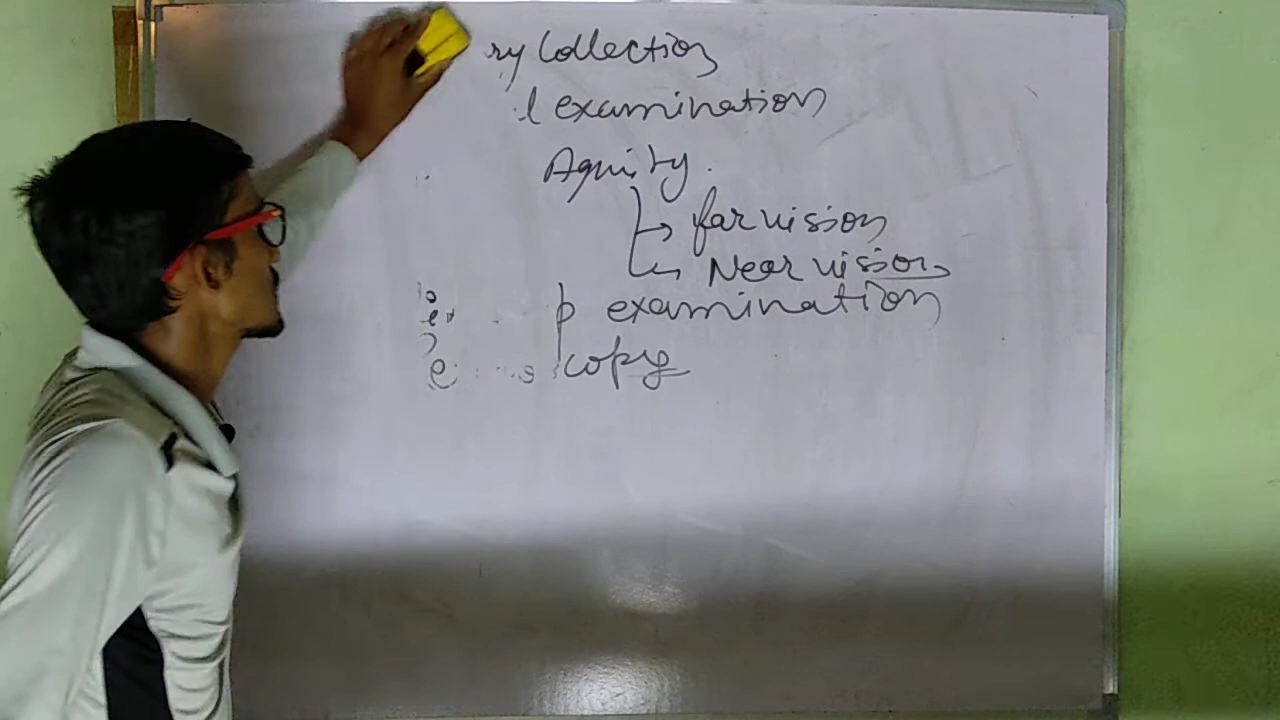 ry Collection
l examination
Aquity.
far vision
Near vision
p examination
copy